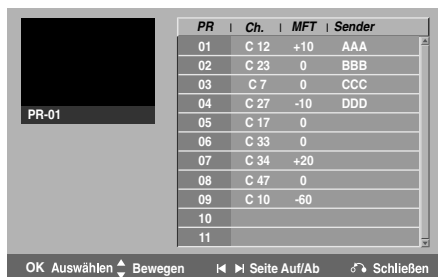 PR Ch. MFT Sender
01 C 12 +10 AAA
02 C 23 0 BBB
03 C 7 0 CCC
04 C 27 -10 DDD
05 C 17 0
06 C 33 0
07 C 34 +20
08 C 47 0
09 C 10 -60
10
11
PR-01
OK Auswählen Bewegen Seite Auf/Ab Schließen